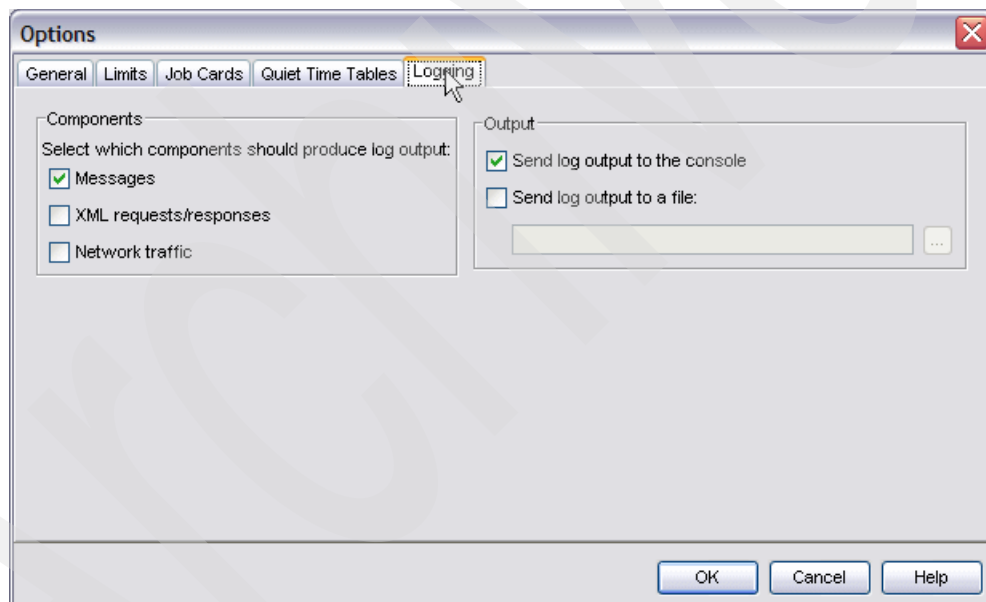 Options
General Limits Job Cards Quiet Time Tables Logging
Components
Select which components should produce log output:
Messages
XML requests/responses
Network traffic
Output
Send log output to the console
Send log output to a file:
...
OK Cancel Help